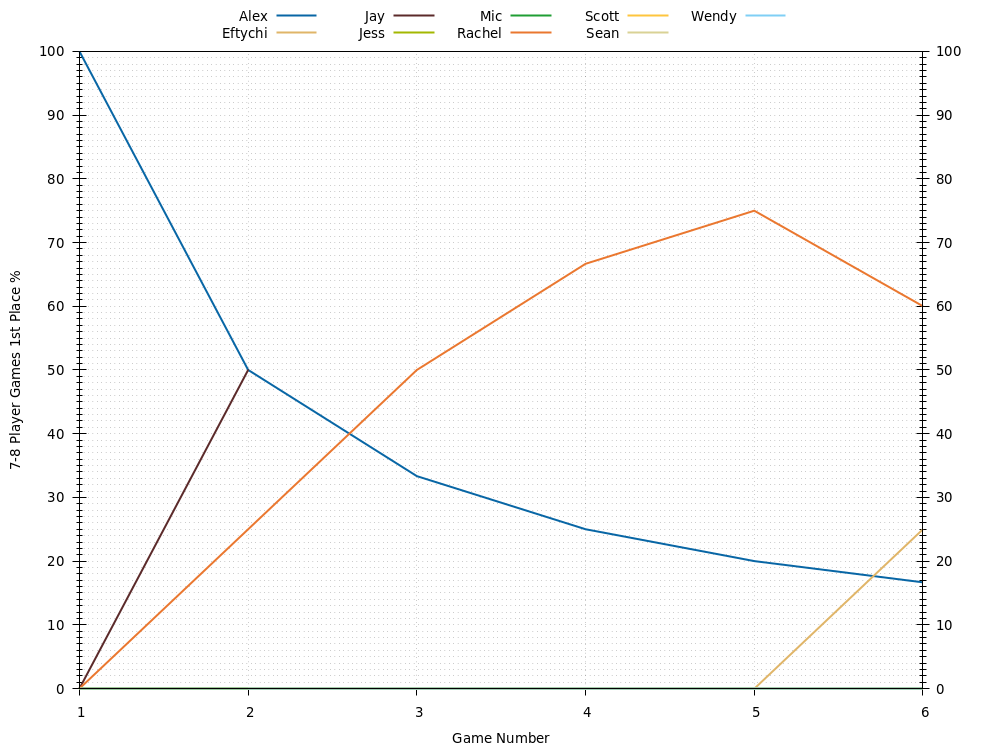 Alex Jay Mic Scott Wendy
Eftychi Jess Rachel Sean
100 100
90 90
80 80
70 70
60 60
50 50
40 40
30 30
20 20
10 10
0 0
7-8 Player Games 1st Place %
1 2 3 4 5 6
Game Number